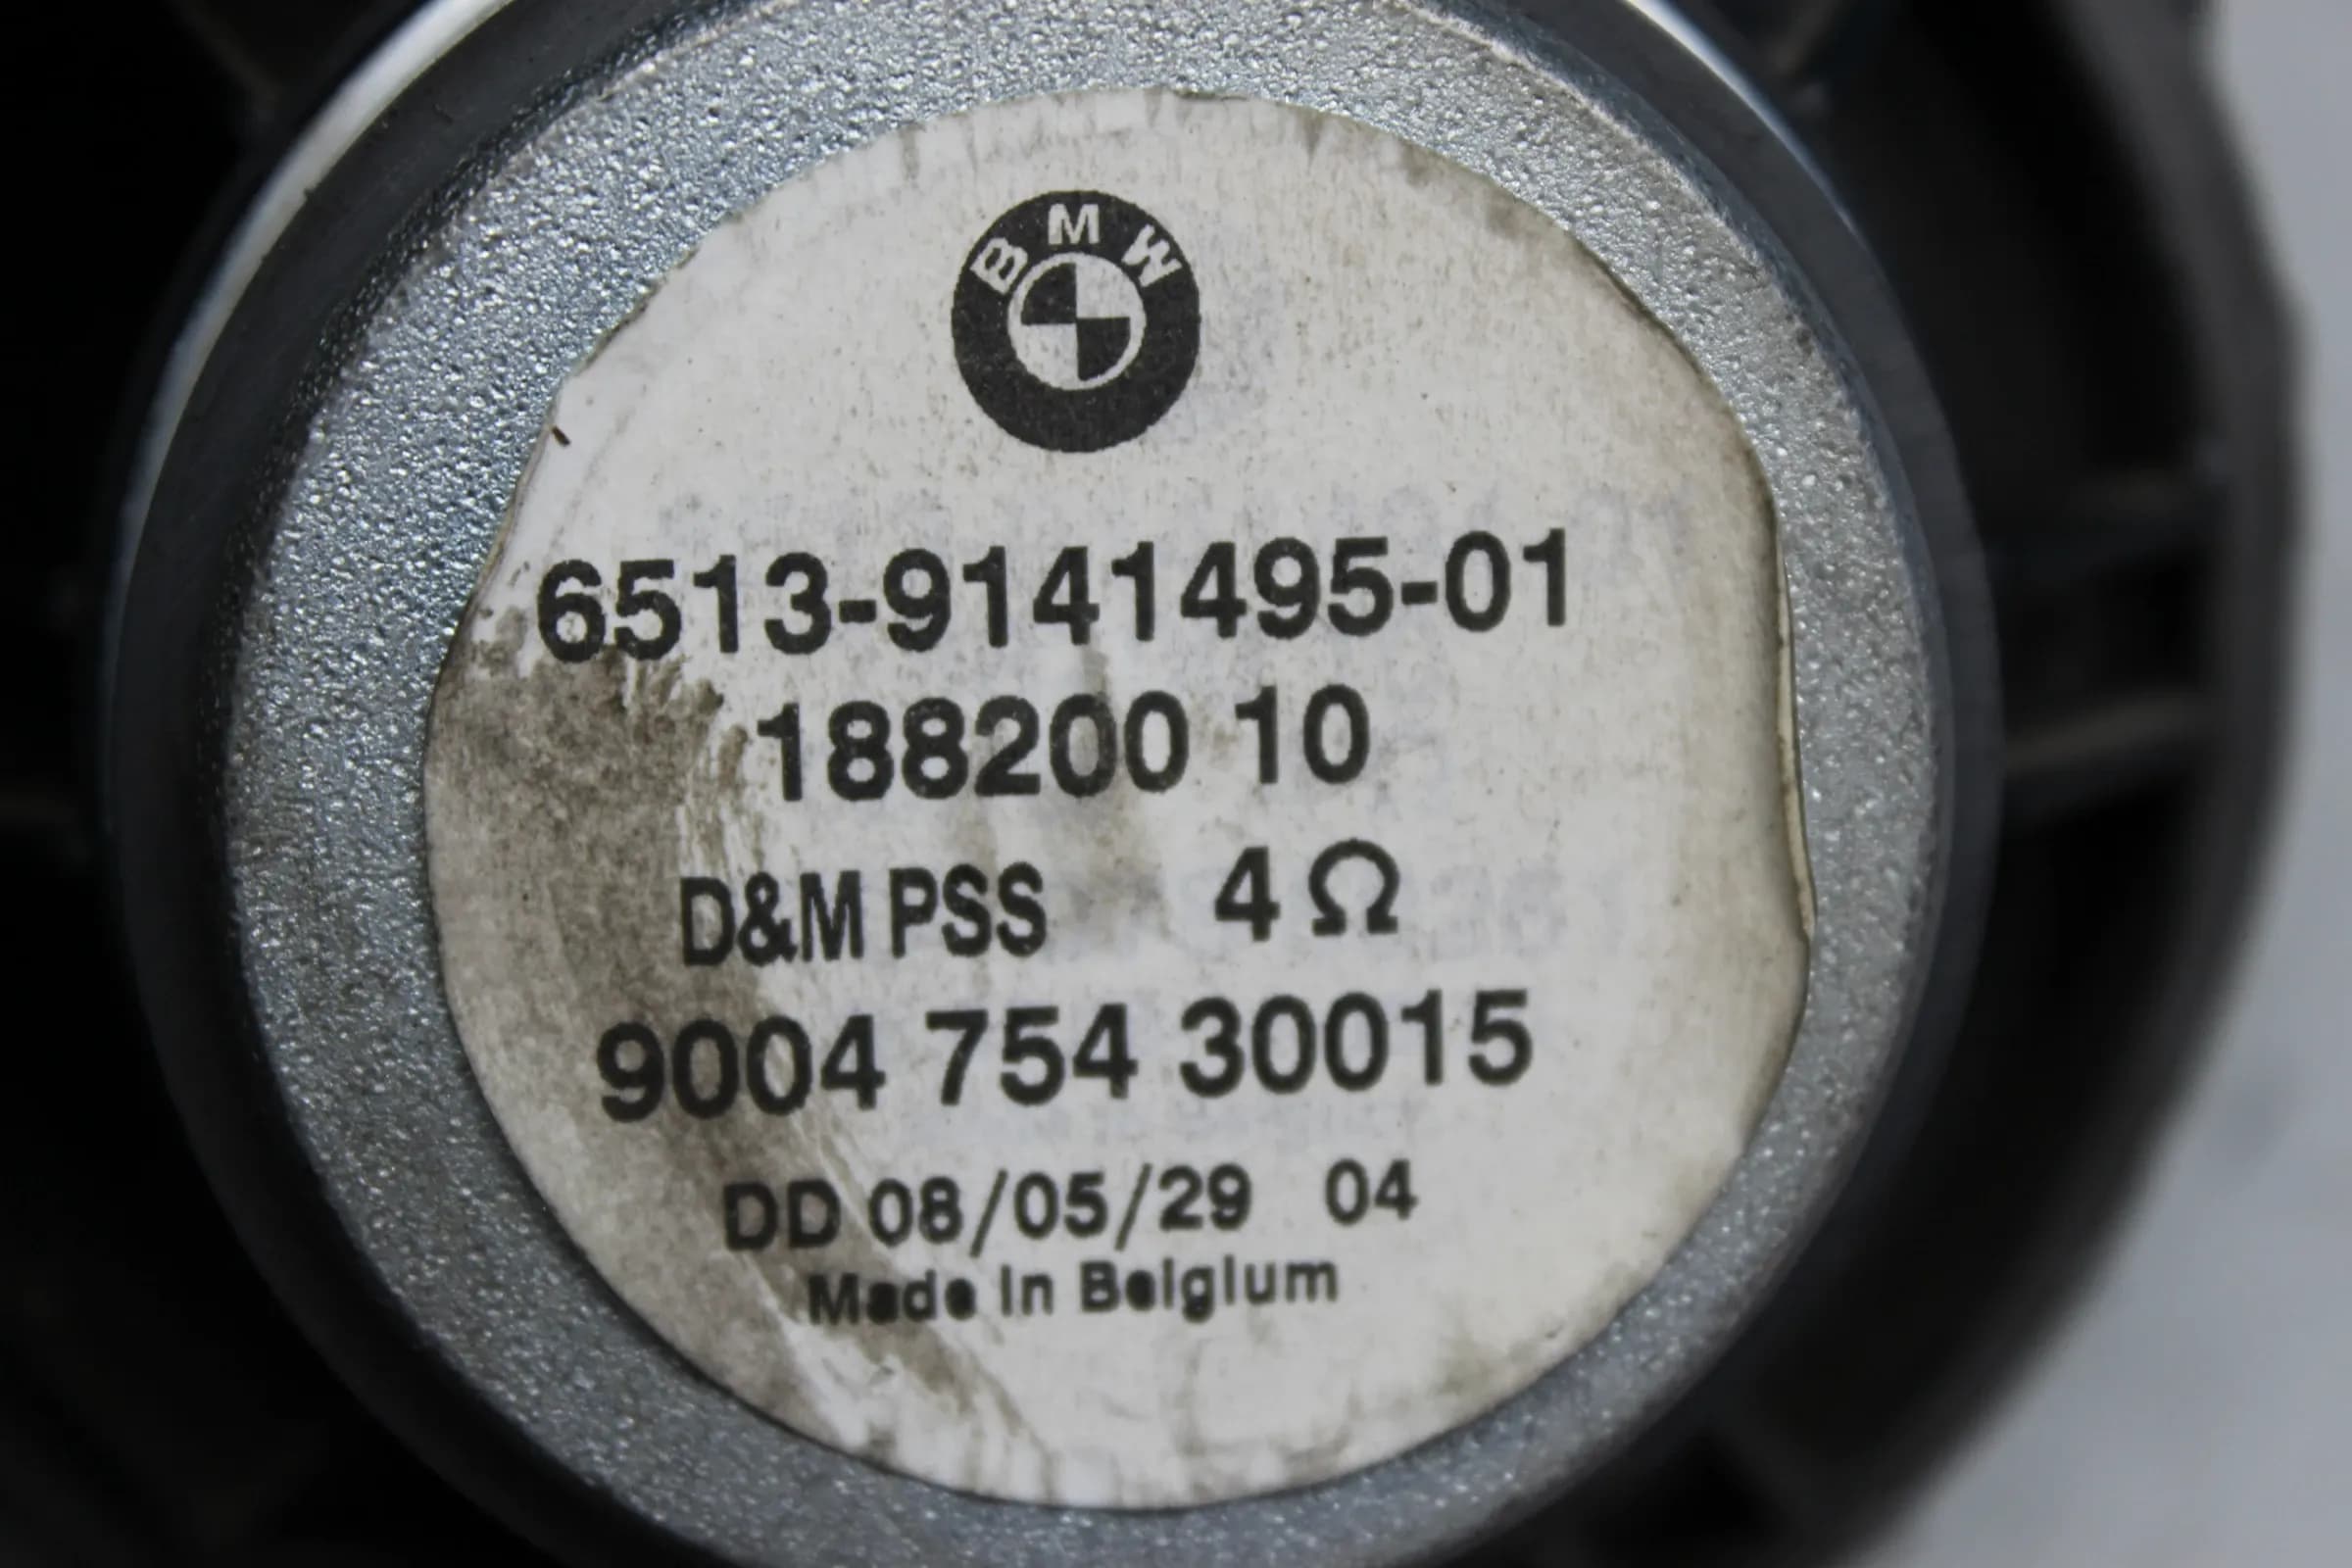 BMW
6513-9141495-01
188200 10
D&M PSS 4 Ω
9004 754 30015
DD 08/05/29 04
Made In Belgium